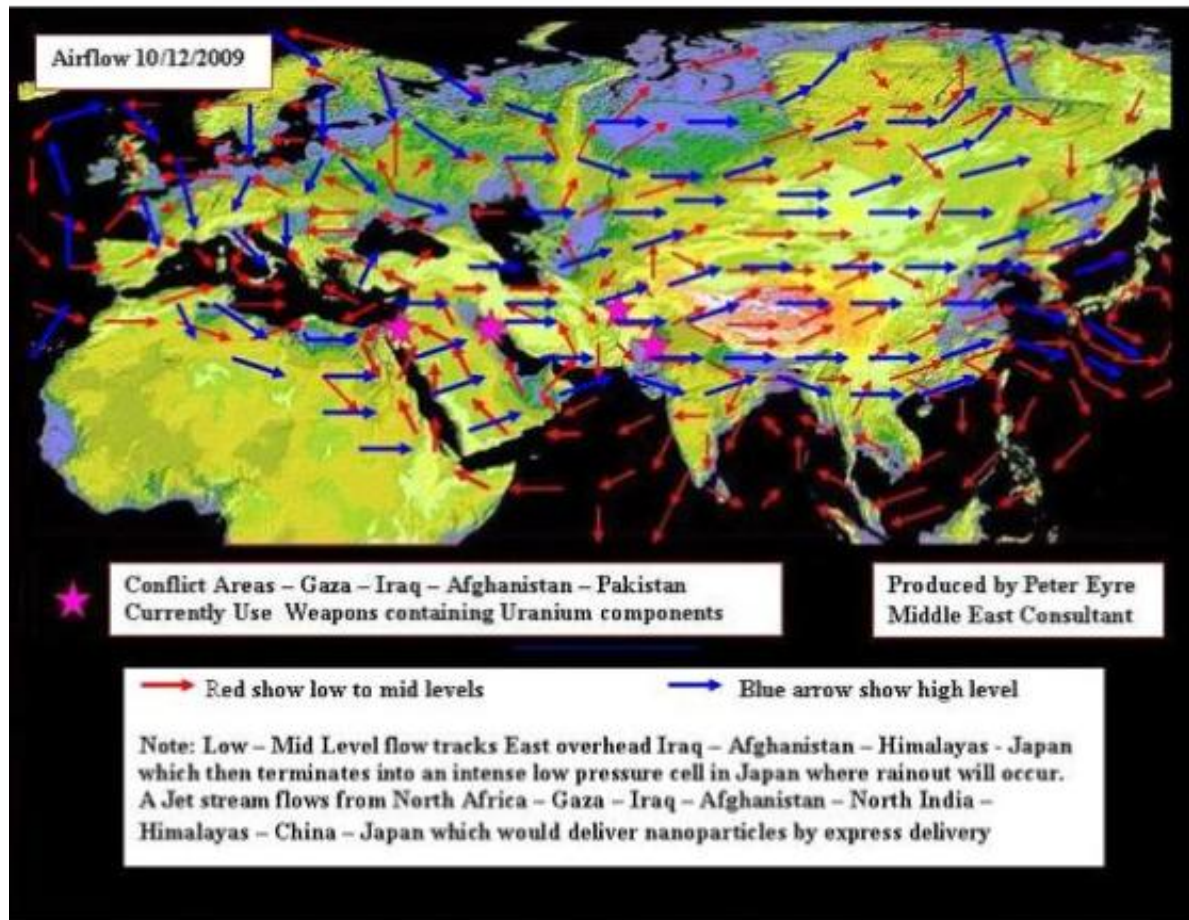 Airflow 10/12/2009
Conflict Areas – Gaza – Iraq – Afghanistan – Pakistan
Currently Use Weapons containing Uranium components
Produced by Peter Eyre
Middle East Consultant
Red show low to mid levels
Blue arrow show high level
Note: Low – Mid Level flow tracks East overhead Iraq – Afghanistan – Himalayas - Japan
which then terminates into an intense low pressure cell in Japan where rainout will occur.
A Jet stream flows from North Africa – Gaza – Iraq – Afghanistan – North India –
Himalayas – China – Japan which would deliver nanoparticles by express delivery